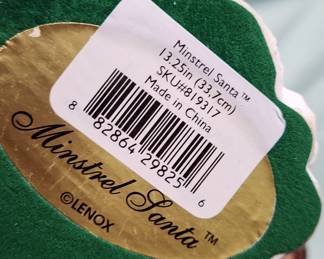 Minstrel Santa™
13.25in (33.7cm)
SKU#819317
Made in China
8 82864 29825 6
Minstrel Santa™
©LENOX